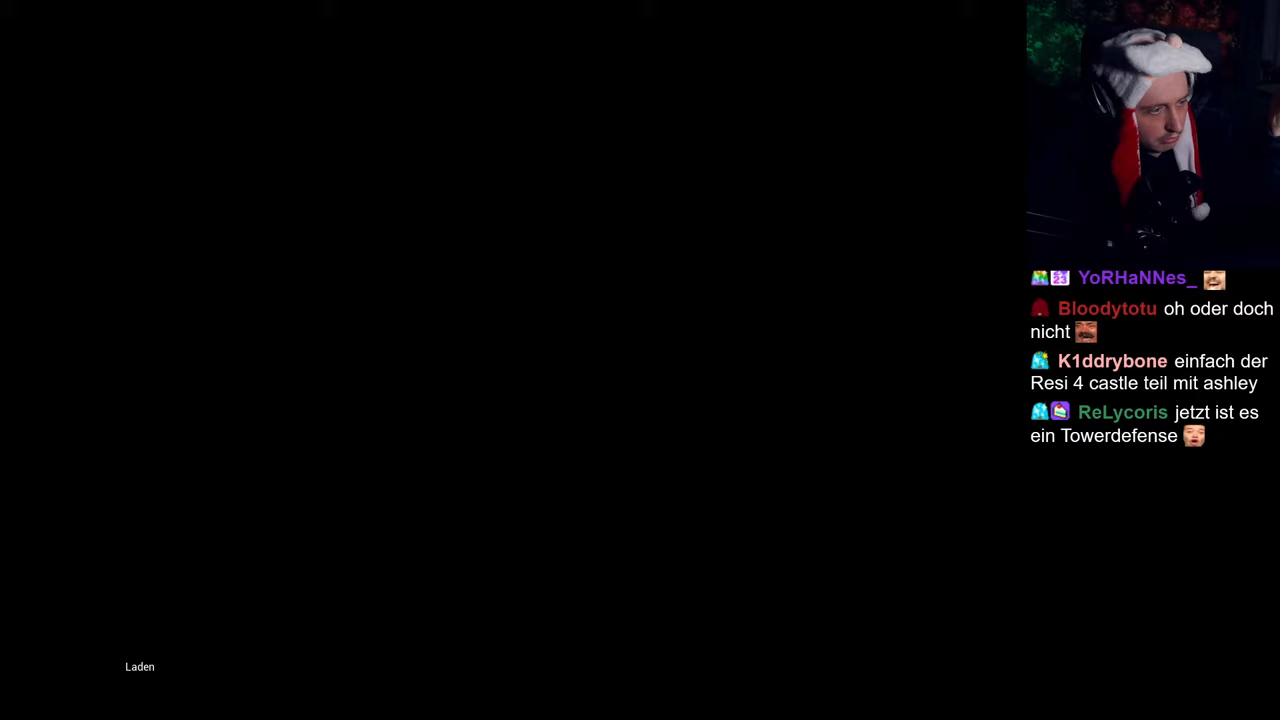 YoRHaNNes_
Bloodytotu oh oder doch
nicht
K1ddrybone einfach der
Resi 4 castle teil mit ashley
ReLycoris jetzt ist es
ein Towerdefense
Laden